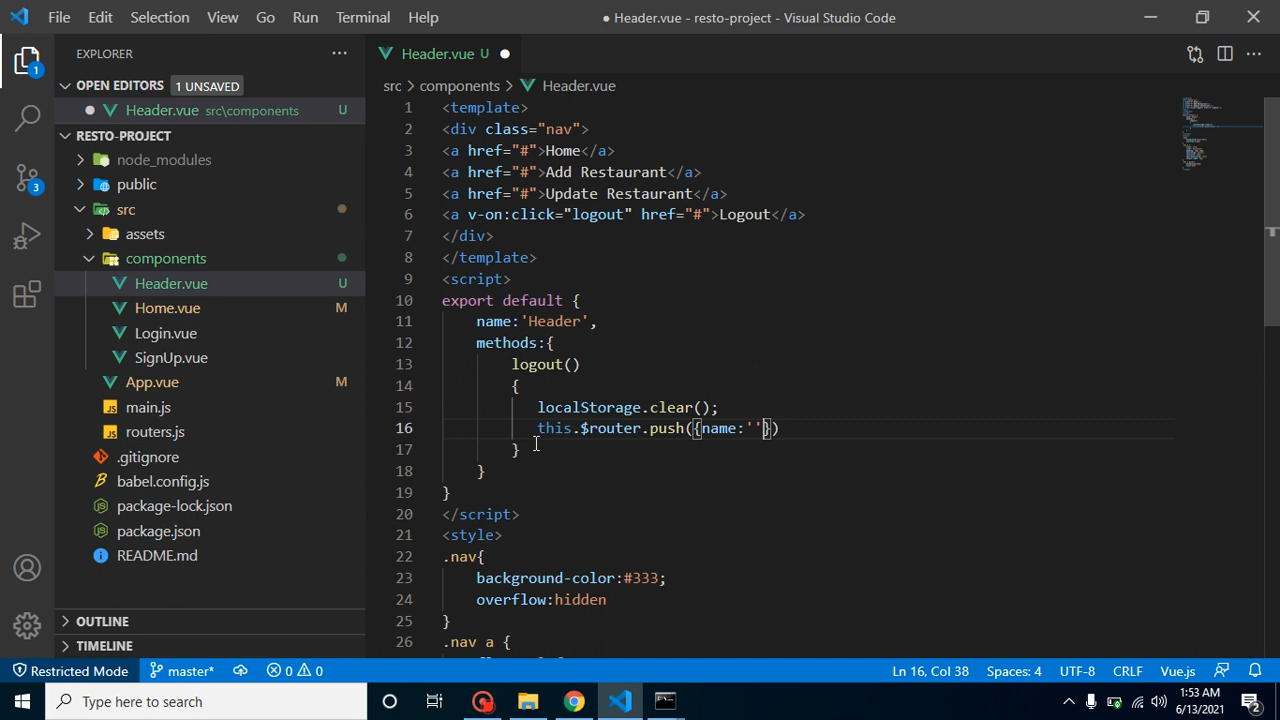 File Edit Selection View Go Run Terminal Help
● Header.vue - resto-project - Visual Studio Code
EXPLORER
OPEN EDITORS 1 UNSAVED
Header.vue src\components U
RESTO-PROJECT
node_modules
public
src
assets
components
Header.vue U
Home.vue M
Login.vue
SignUp.vue
App.vue M
main.js
routers.js
.gitignore
babel.config.js
package-lock.json
package.json
README.md
OUTLINE
TIMELINE
1
3
Header.vue U
src > components > Header.vue
1 <template>
2 <div class="nav">
3 <a href="#">Home</a>
4 <a href="#">Add Restaurant</a>
5 <a href="#">Update Restaurant</a>
6 <a v-on:click="logout" href="#">Logout</a>
7 </div>
8 </template>
9 <script>
10 export default {
11 name:'Header',
12 methods:{
13 logout()
14 {
15 localStorage.clear();
16 this.$router.push({name:''})
17 }
18 }
19 }
20 </script>
21 <style>
22 .nav{
23 background-color:#333;
24 overflow:hidden
25 }
26 .nav a {
Restricted Mode master* 0 0 Ln 16, Col 38 Spaces: 4 UTF-8 CRLF Vue.js
Type here to search
1:53 AM
6/13/2021
2